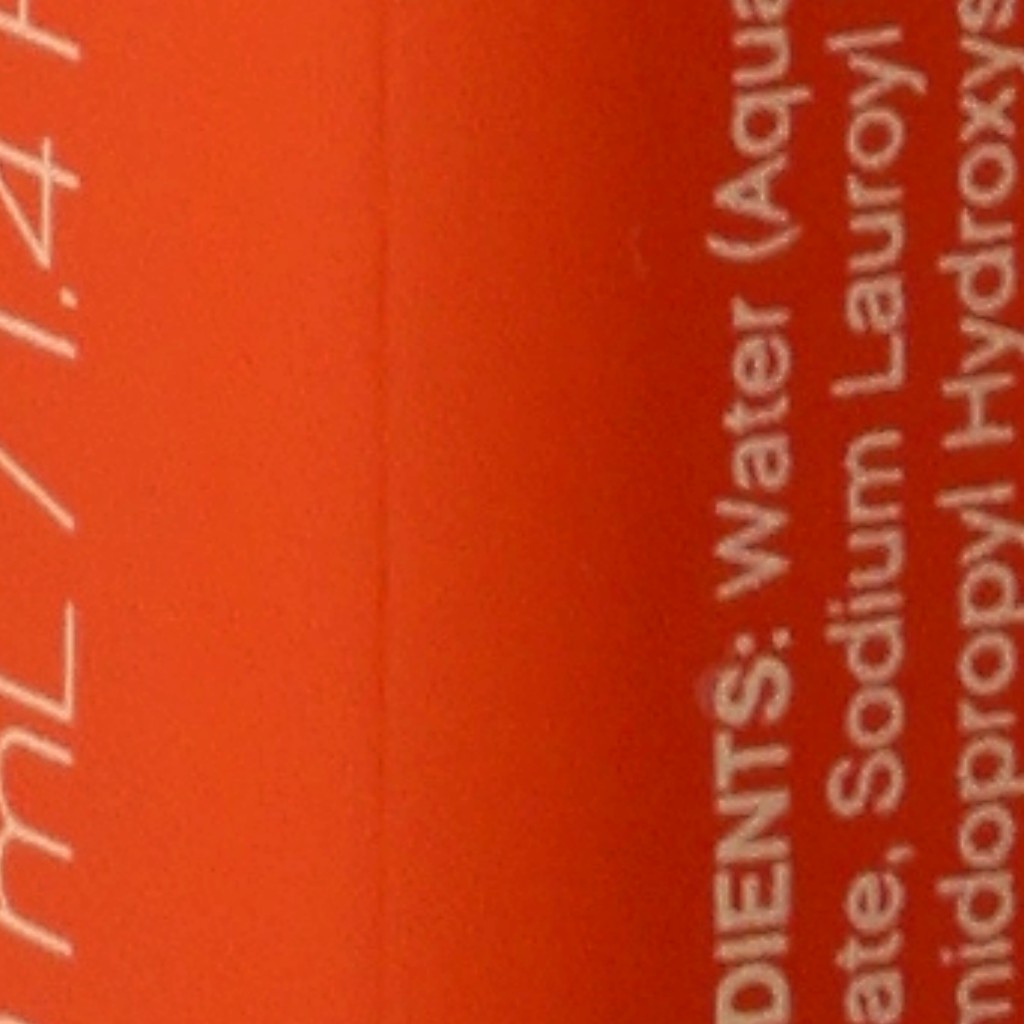 mL / 1.4 F
DIENTS: Water (Aqua
ate, Sodium Lauroyl
midopropyl Hydroxys